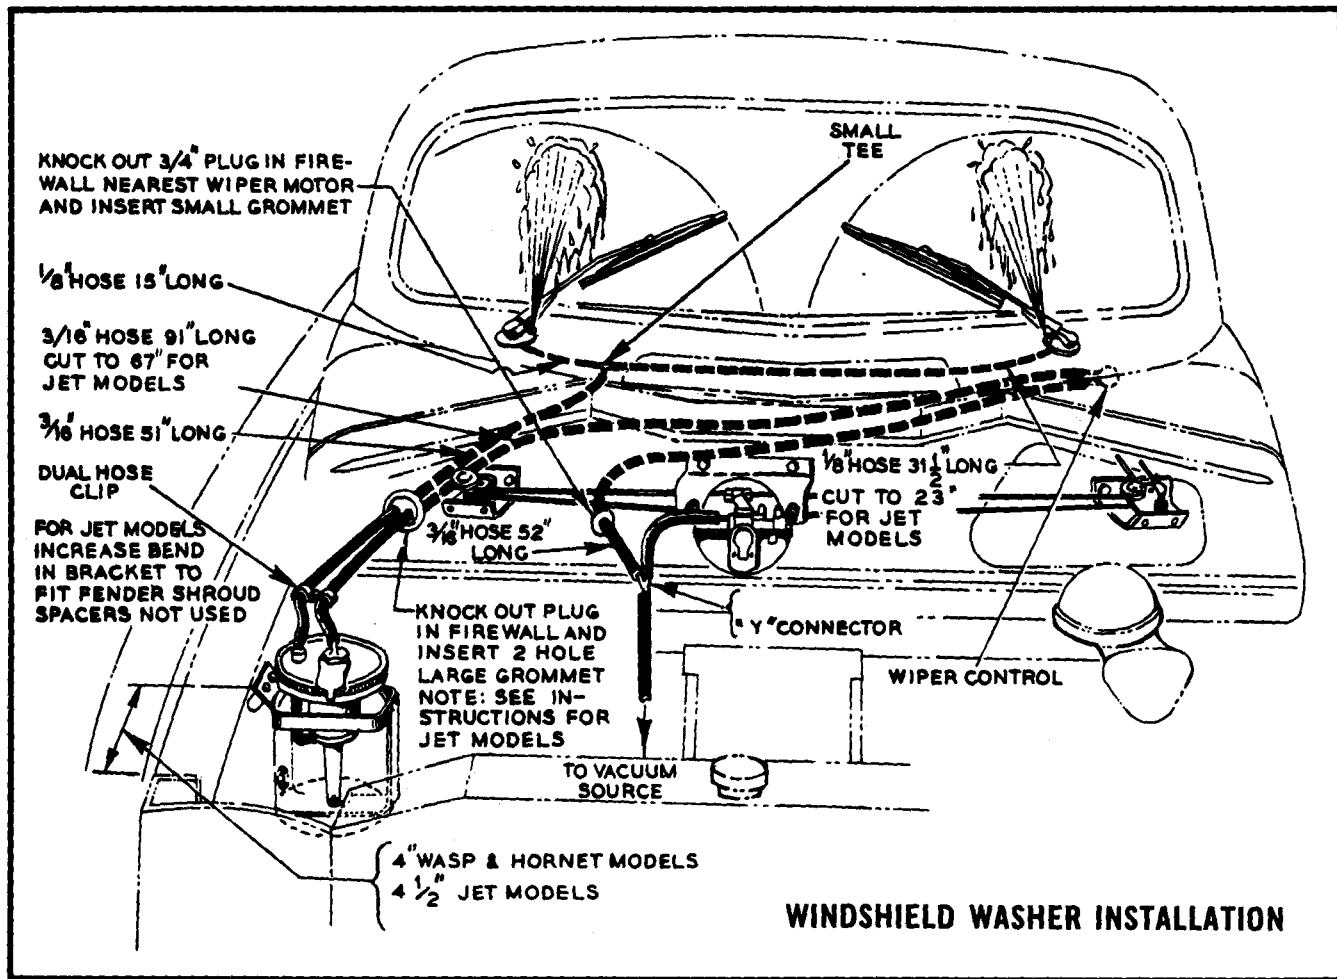 SMALL
TEE
KNOCK OUT 3/4" PLUG IN FIRE-
WALL NEAREST WIPER MOTOR
AND INSERT SMALL GROMMET
1/8" HOSE 15" LONG
3/16" HOSE 91" LONG
CUT TO 67" FOR
JET MODELS
3/16" HOSE 51" LONG
DUAL HOSE
CLIP
FOR JET MODELS
INCREASE BEND
IN BRACKET TO
FIT FENDER SHROUD
SPACERS NOT USED
1/8" HOSE 31 1/2" LONG
CUT TO 23"
FOR JET
MODELS
3/16" HOSE 52"
LONG
KNOCK OUT PLUG
IN FIREWALL AND
INSERT 2 HOLE
LARGE GROMMET
NOTE: SEE IN-
STRUCTIONS FOR
JET MODELS
"Y" CONNECTOR
WIPER CONTROL
TO VACUUM
SOURCE
4" WASP & HORNET MODELS
4 1/2" JET MODELS
WINDSHIELD WASHER INSTALLATION